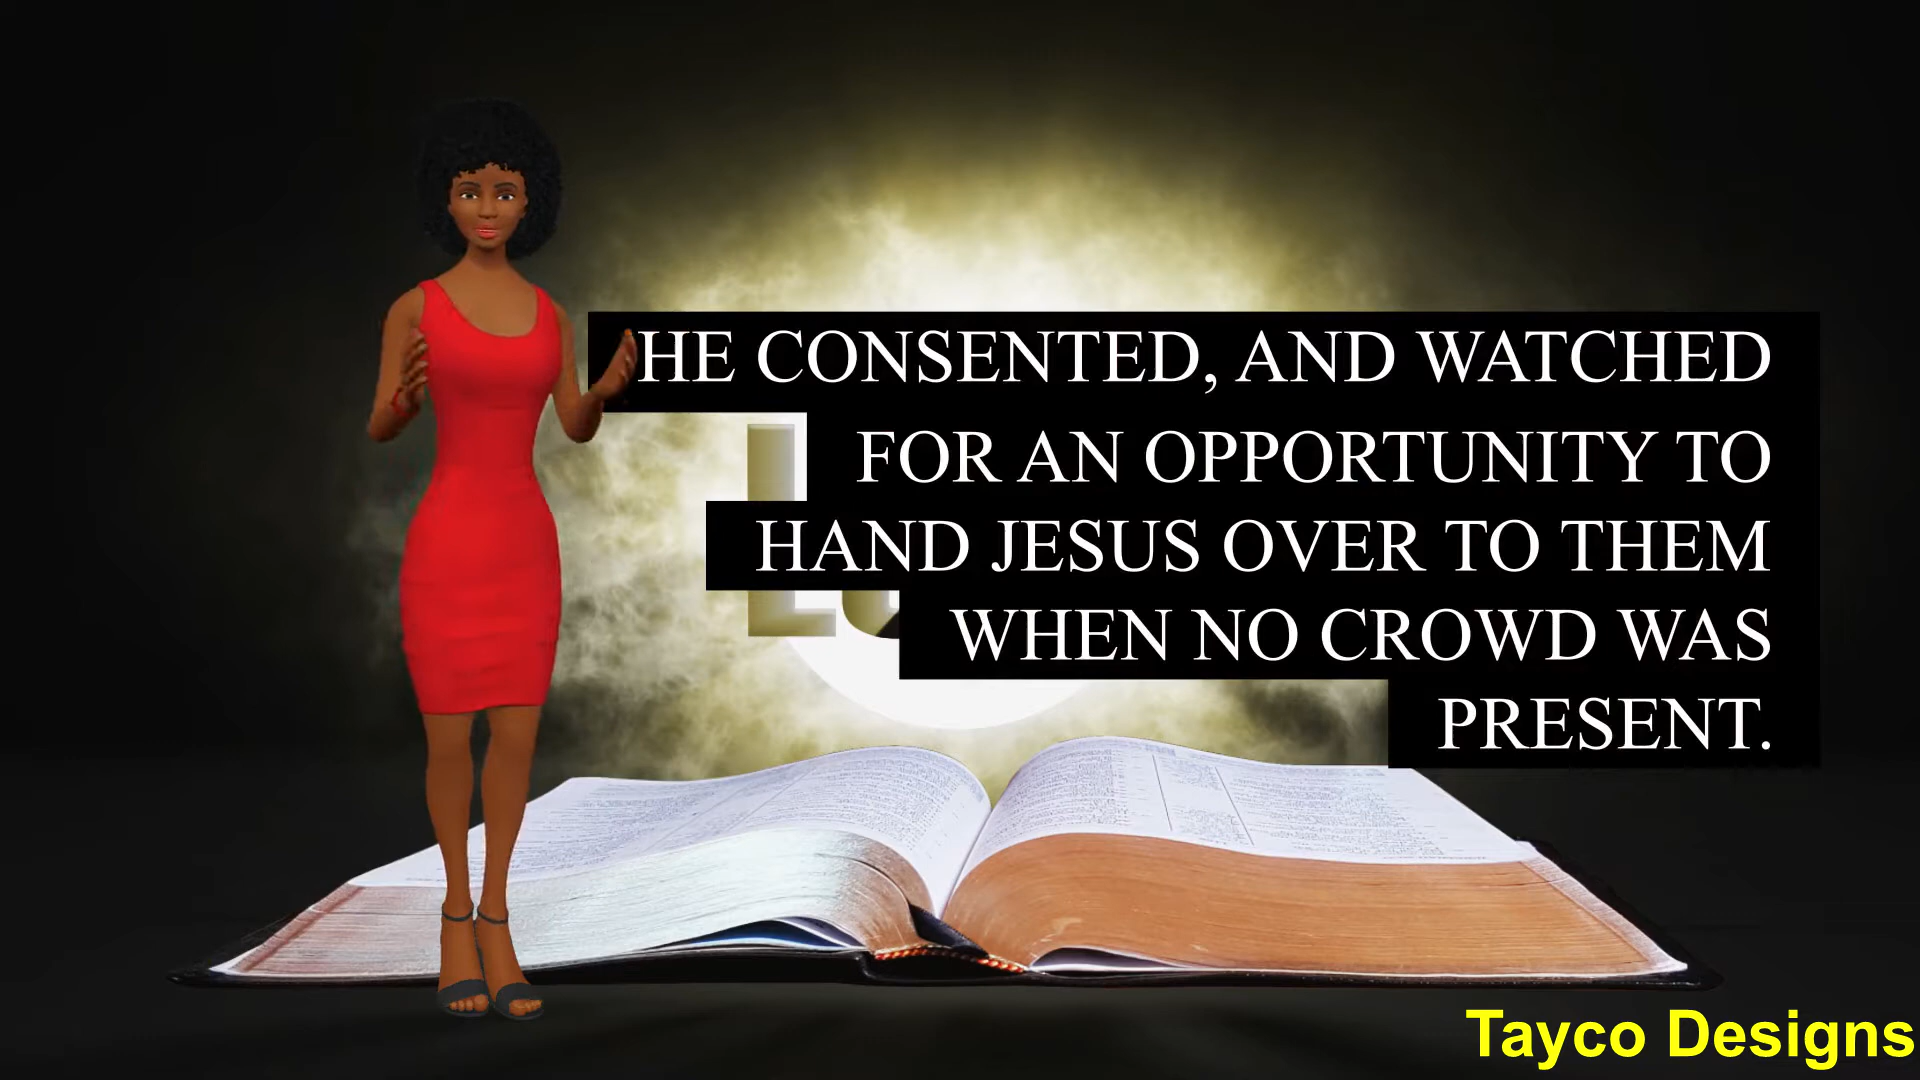 HE CONSENTED, AND WATCHED
FOR AN OPPORTUNITY TO
HAND JESUS OVER TO THEM
WHEN NO CROWD WAS
PRESENT.
Tayco Designs